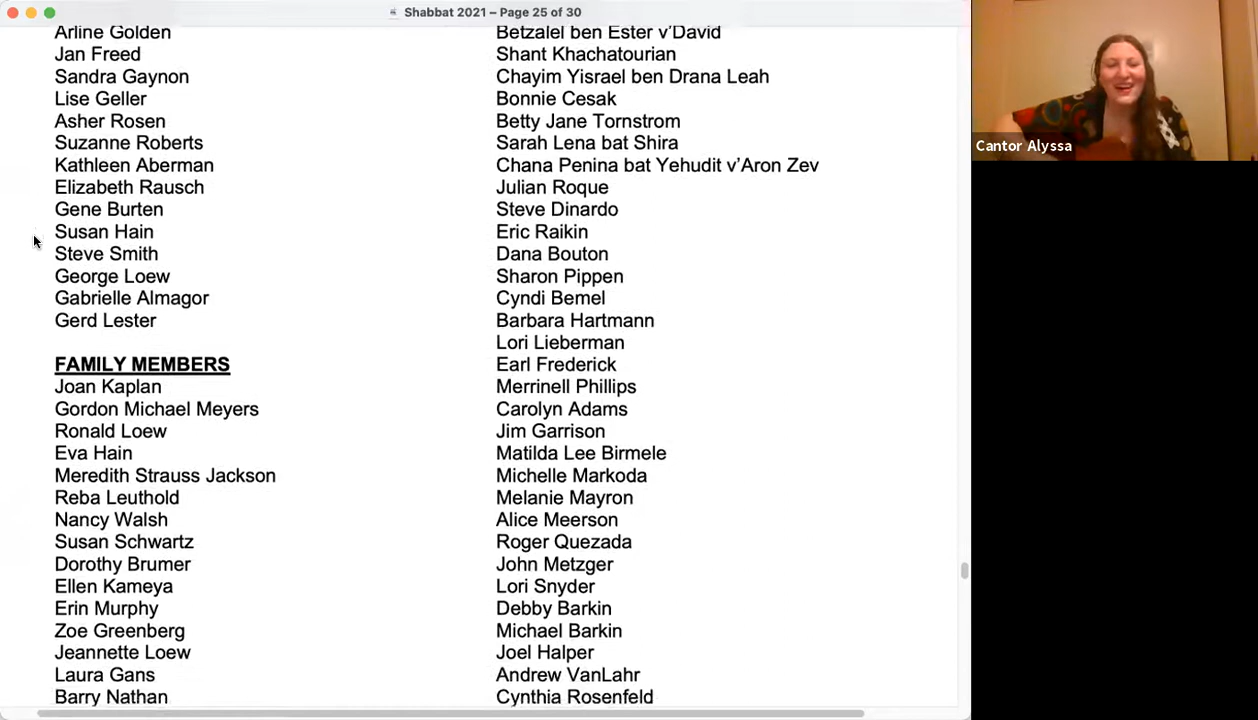 Shabbat 2021 – Page 25 of 30
Arline Golden
Jan Freed
Sandra Gaynon
Lise Geller
Asher Rosen
Suzanne Roberts
Kathleen Aberman
Elizabeth Rausch
Gene Burten
Susan Hain
Steve Smith
George Loew
Gabrielle Almagor
Gerd Lester
FAMILY MEMBERS
Joan Kaplan
Gordon Michael Meyers
Ronald Loew
Eva Hain
Meredith Strauss Jackson
Reba Leuthold
Nancy Walsh
Susan Schwartz
Dorothy Brumer
Ellen Kameya
Erin Murphy
Zoe Greenberg
Jeannette Loew
Laura Gans
Barry Nathan
Betzalel ben Ester v’David
Shant Khachatourian
Chayim Yisrael ben Drana Leah
Bonnie Cesak
Betty Jane Tornstrom
Sarah Lena bat Shira
Chana Penina bat Yehudit v’Aron Zev
Julian Roque
Steve Dinardo
Eric Raikin
Dana Bouton
Sharon Pippen
Cyndi Bemel
Barbara Hartmann
Lori Lieberman
Earl Frederick
Merrinell Phillips
Carolyn Adams
Jim Garrison
Matilda Lee Birmele
Michelle Markoda
Melanie Mayron
Alice Meerson
Roger Quezada
John Metzger
Lori Snyder
Debby Barkin
Michael Barkin
Joel Halper
Andrew VanLahr
Cynthia Rosenfeld
Cantor Alyssa